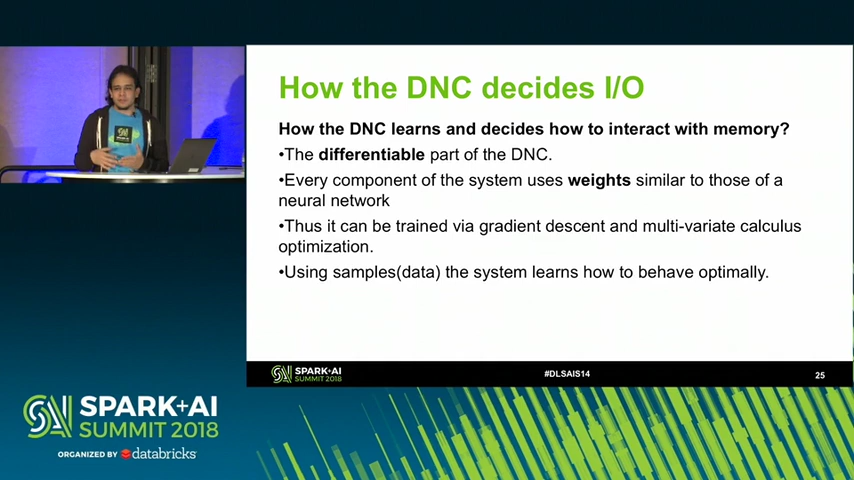 How the DNC decides I/O
How the DNC learns and decides how to interact with memory?
•The differentiable part of the DNC.
•Every component of the system uses weights similar to those of a
neural network
•Thus it can be trained via gradient descent and multi-variate calculus
optimization.
•Using samples(data) the system learns how to behave optimally.
SPARK+AI
SUMMIT 2018
#DLSAIS14
25
SPARK+AI
SUMMIT 2018
ORGANIZED BY databricks